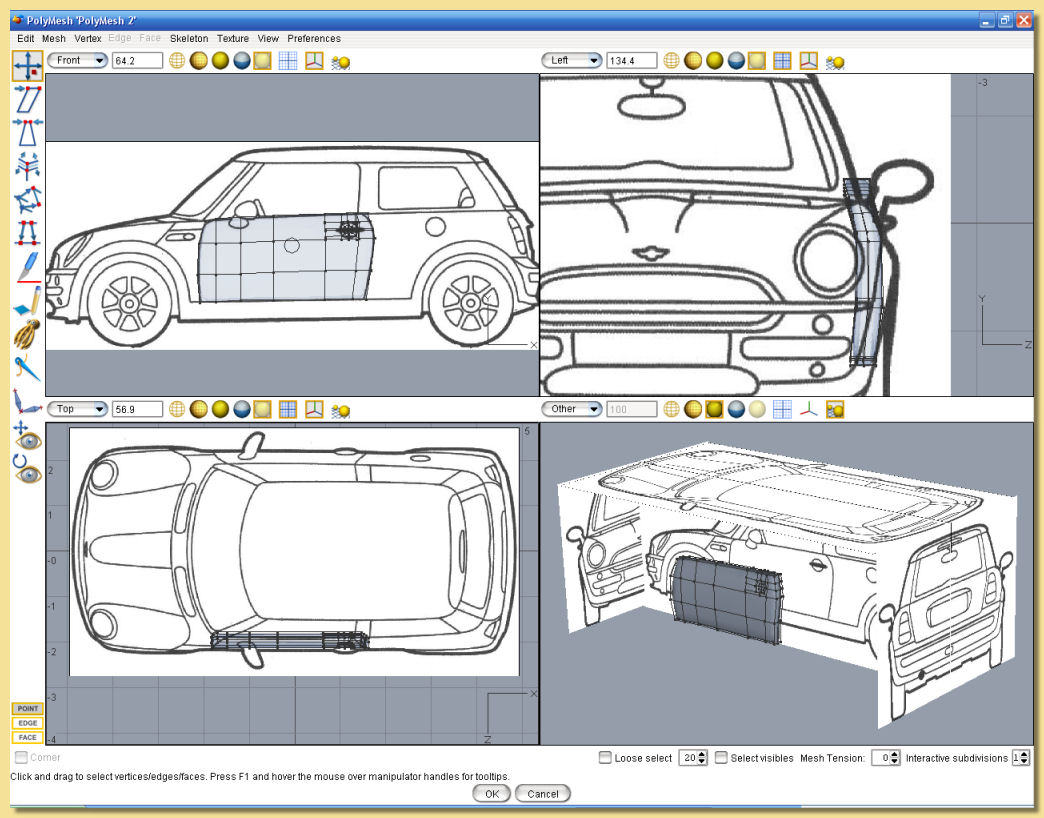 PolyMesh 'PolyMesh 2'
Edit Mesh Vertex Edge Face Skeleton Texture View Preferences
Front 64.2
Left 134.4
-3
X
Y
Z
Top 56.9
Other 100
5
2
1
-0
-1
-2
-3
-4
X
Z
POINT
EDGE
FACE
Corner
Loose select 20 Select visibles Mesh Tension: 0 Interactive subdivisions 1
Click and drag to select vertices/edges/faces. Press F1 and hover the mouse over manipulator handles for tooltips.
OK Cancel